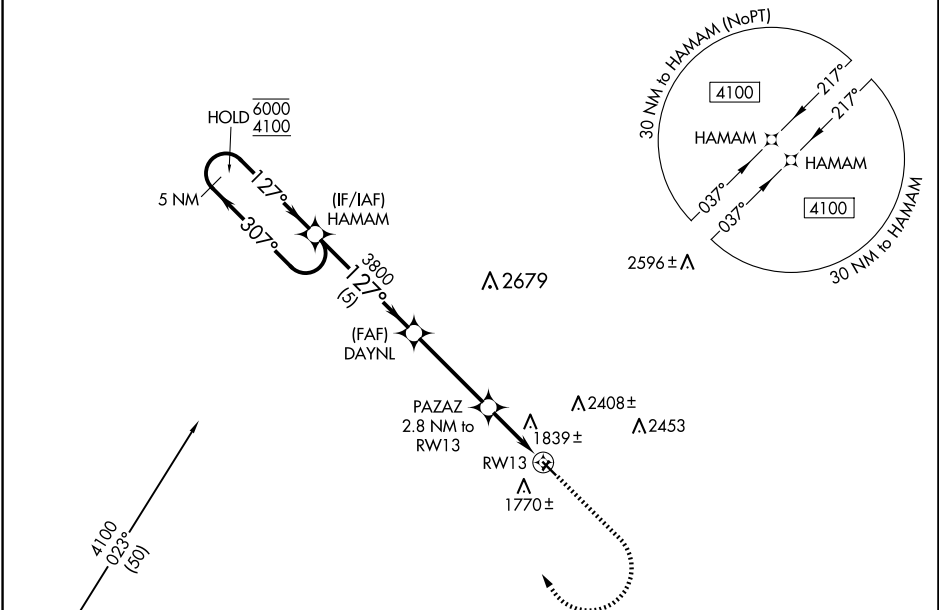 30 NM to HAMAM (NoPT)
4100
217°
217°
HAMAM
HAMAM
037°
037°
4100
30 NM to HAMAM
HOLD 6000
4100
5 NM
127°
307°
(IF/IAF)
HAMAM
3800
127°
(5)
2679
2596±
(FAF)
DAYNL
PAZAZ
2.8 NM to
RW13
2408±
2453
1839±
RW13
1770±
4100
023°
(50)